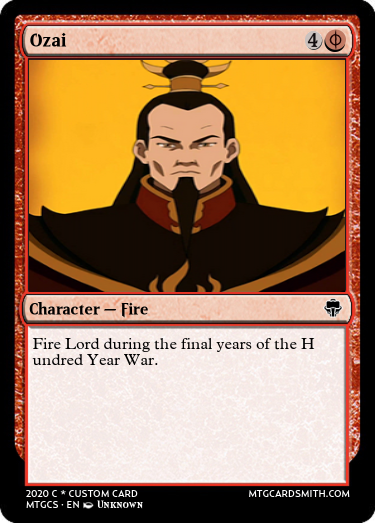 Ozai 4
Character — Fire
Fire Lord during the final years of the H
undred Year War.
2020 C * CUSTOM CARD
MTGCS · EN Unknown
MTGCARDSMITH.COM